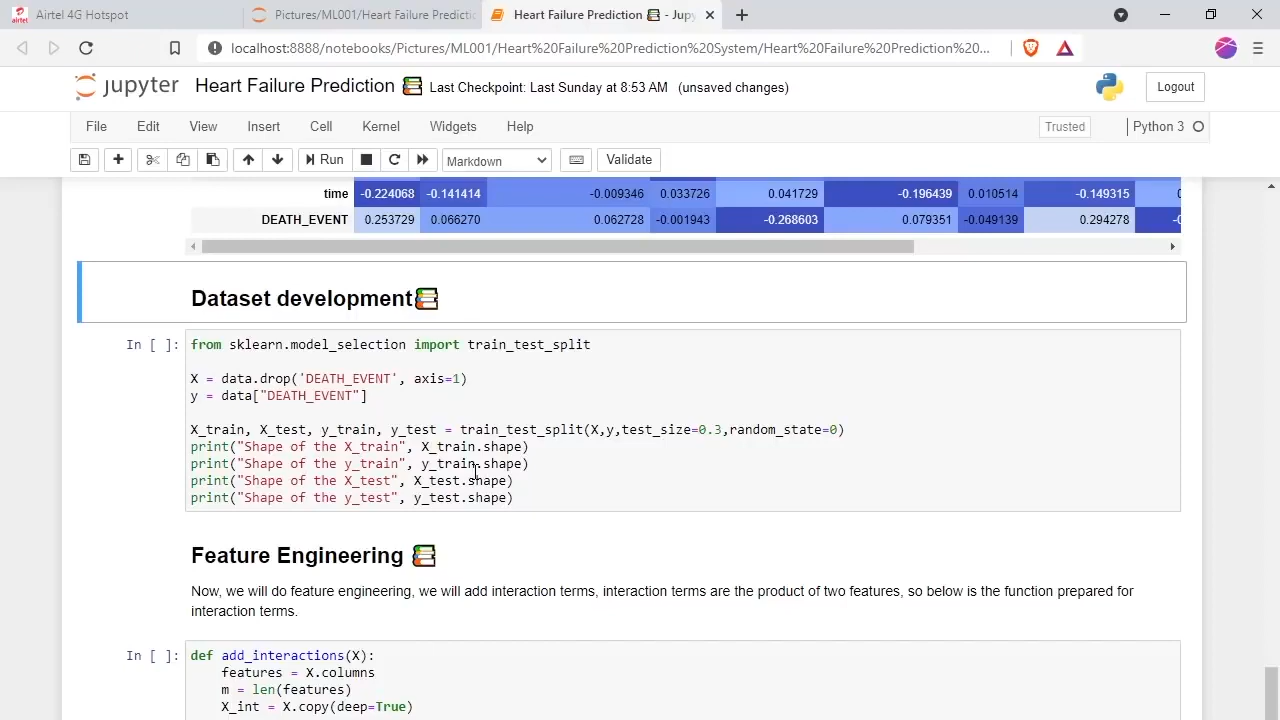 airtel
Airtel 4G Hotspot
Pictures/ML001/Heart Failure Predictic
Heart Failure Prediction 📚 - Jupy
localhost:8888/notebooks/Pictures/ML001/Heart%20Failure%20Prediction%20System/Heart%20Failure%20Prediction%20...
jupyter
Heart Failure Prediction 📚 Last Checkpoint: Last Sunday at 8:53 AM (unsaved changes)
Logout
File Edit View Insert Cell Kernel Widgets Help
Trusted
Python 3
Run
Markdown
Validate
time -0.224068 -0.141414 -0.009346 0.033726 0.041729 -0.196439 0.010514 -0.149315
DEATH_EVENT 0.253729 0.066270 0.062728 -0.001943 -0.268603 0.079351 -0.049139 0.294278
Dataset development📚
In [ ]: from sklearn.model_selection import train_test_split
X = data.drop('DEATH_EVENT', axis=1)
y = data["DEATH_EVENT"]
X_train, X_test, y_train, y_test = train_test_split(X,y,test_size=0.3,random_state=0)
print("Shape of the X_train", X_train.shape)
print("Shape of the y_train", y_train.shape)
print("Shape of the X_test", X_test.shape)
print("Shape of the y_test", y_test.shape)
Feature Engineering 📚
Now, we will do feature engineering, we will add interaction terms, interaction terms are the product of two features, so below is the function prepared for
interaction terms.
In [ ]: def add_interactions(X):
features = X.columns
m = len(features)
X_int = X.copy(deep=True)